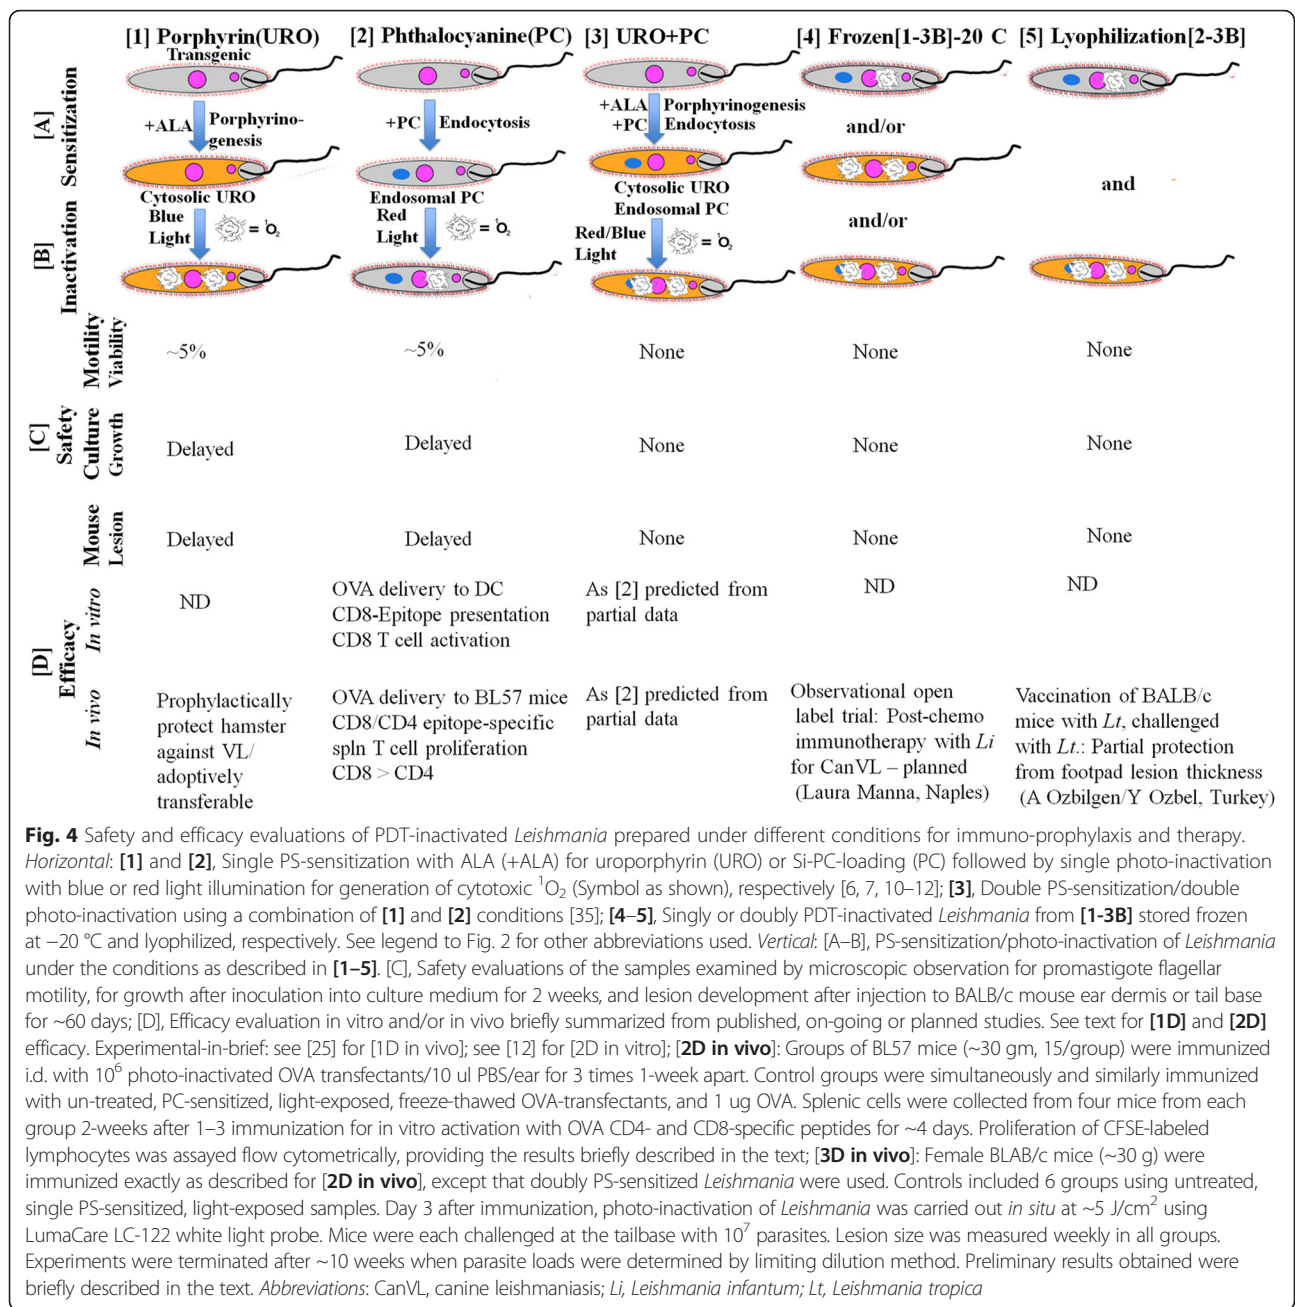 [1] Porphyrin(URO) [2] Phthalocyanine(PC) [3] URO+PC [4] Frozen[1-3B]-20 C [5] Lyophilization[2-3B]
Transgenic
[A]
Sensitization
+ALA Porphyrino-
genesis
+PC Endocytosis
+ALA Porphyrinogenesis
+PC Endocytosis
and/or
and
Cytosolic URO
Endosomal PC
Cytosolic URO
Endosomal PC
and/or
[B]
Inactivation
Blue
Light = ¹O₂
Red
Light = ¹O₂
Red/Blue
Light = ¹O₂
[C]
Safety
Motility
Viability
~5% ~5% None None None
Culture
Growth
Delayed Delayed None None None
Mouse
Lesion
Delayed Delayed None None None
[D]
Efficacy
In vitro
ND
OVA delivery to DC
CD8-Epitope presentation
CD8 T cell activation
As [2] predicted from
partial data
ND
ND
In vivo
Prophylactically
protect hamster
against VL/
adoptively
transferable
OVA delivery to BL57 mice
CD8/CD4 epitope-specific
spln T cell proliferation
CD8 > CD4
As [2] predicted from
partial data
Observational open
label trial: Post-chemo
immunotherapy with Li
for CanVL – planned
(Laura Manna, Naples)
Vaccination of BALB/c
mice with Lt, challenged
with Lt.: Partial protection
from footpad lesion thickness
(A Ozbilgen/Y Ozbel, Turkey)
Fig. 4 Safety and efficacy evaluations of PDT-inactivated Leishmania prepared under different conditions for immuno-prophylaxis and therapy.
Horizontal: [1] and [2], Single PS-sensitization with ALA (+ALA) for uroporphyrin (URO) or Si-PC-loading (PC) followed by single photo-inactivation
with blue or red light illumination for generation of cytotoxic ¹O₂ (Symbol as shown), respectively [6, 7, 10–12]; [3], Double PS-sensitization/double
photo-inactivation using a combination of [1] and [2] conditions [35]; [4–5], Singly or doubly PDT-inactivated Leishmania from [1-3B] stored frozen
at −20 °C and lyophilized, respectively. See legend to Fig. 2 for other abbreviations used. Vertical: [A–B], PS-sensitization/photo-inactivation of Leishmania
under the conditions as described in [1–5]. [C], Safety evaluations of the samples examined by microscopic observation for promastigote flagellar
motility, for growth after inoculation into culture medium for 2 weeks, and lesion development after injection to BALB/c mouse ear dermis or tail base
for ~60 days; [D], Efficacy evaluation in vitro and/or in vivo briefly summarized from published, on-going or planned studies. See text for [1D] and [2D]
efficacy. Experimental-in-brief: see [25] for [1D in vivo]; see [12] for [2D in vitro]; [2D in vivo]: Groups of BL57 mice (~30 gm, 15/group) were immunized
i.d. with 10⁶ photo-inactivated OVA transfectants/10 ul PBS/ear for 3 times 1-week apart. Control groups were simultaneously and similarly immunized
with un-treated, PC-sensitized, light-exposed, freeze-thawed OVA-transfectants, and 1 ug OVA. Splenic cells were collected from four mice from each
group 2-weeks after 1–3 immunization for in vitro activation with OVA CD4- and CD8-specific peptides for ~4 days. Proliferation of CFSE-labeled
lymphocytes was assayed flow cytometrically, providing the results briefly described in the text; [3D in vivo]: Female BLAB/c mice (~30 g) were
immunized exactly as described for [2D in vivo], except that doubly PS-sensitized Leishmania were used. Controls included 6 groups using untreated,
single PS-sensitized, light-exposed samples. Day 3 after immunization, photo-inactivation of Leishmania was carried out in situ at ~5 J/cm² using
LumaCare LC-122 white light probe. Mice were each challenged at the tailbase with 10⁷ parasites. Lesion size was measured weekly in all groups.
Experiments were terminated after ~10 weeks when parasite loads were determined by limiting dilution method. Preliminary results obtained were
briefly described in the text. Abbreviations: CanVL, canine leishmaniasis; Li, Leishmania infantum; Lt, Leishmania tropica